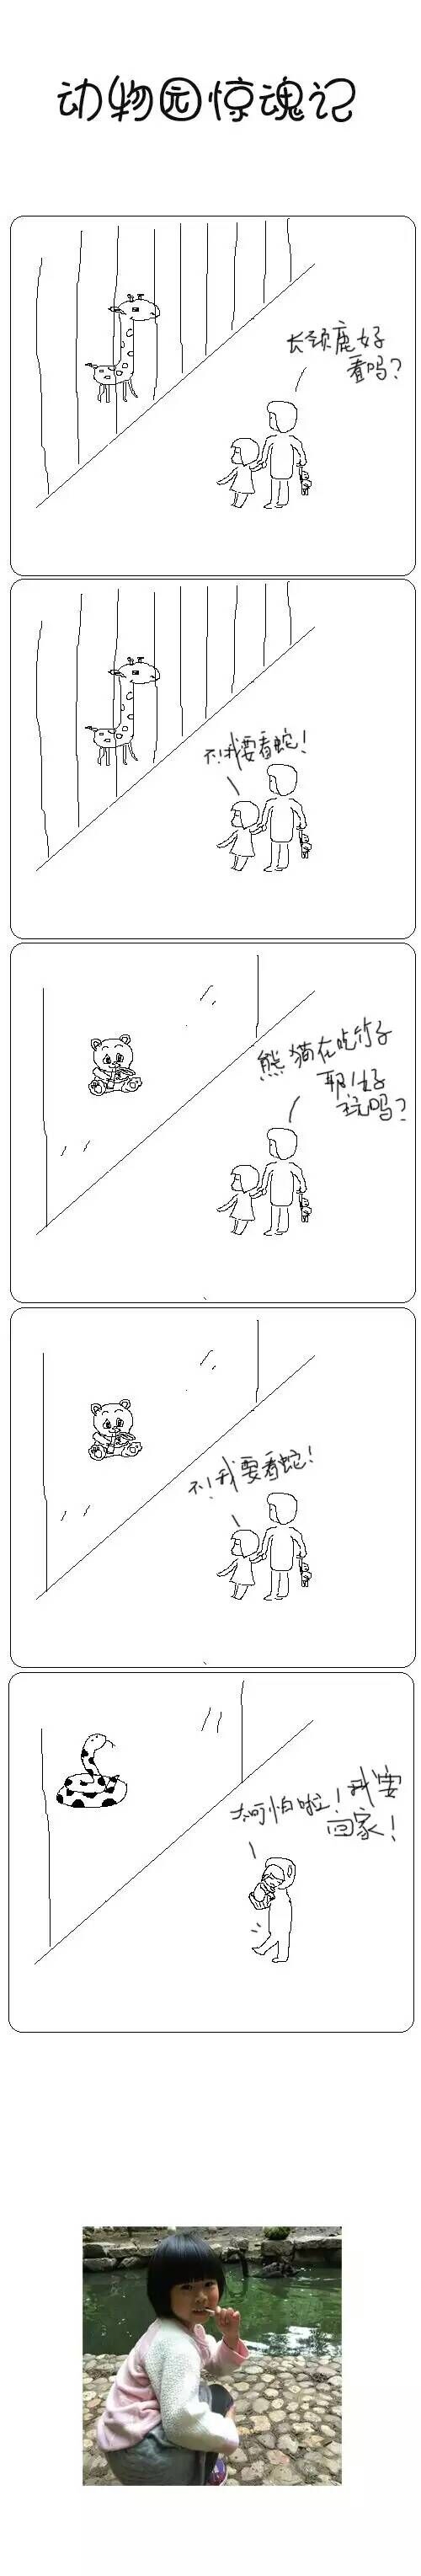 动物园惊魂记
长颈鹿好
看吗？
不！我要看蛇！
熊猫在吃竹子
耶！好
玩吗？
不！我要看蛇！
太可怕啦！我要
回家！